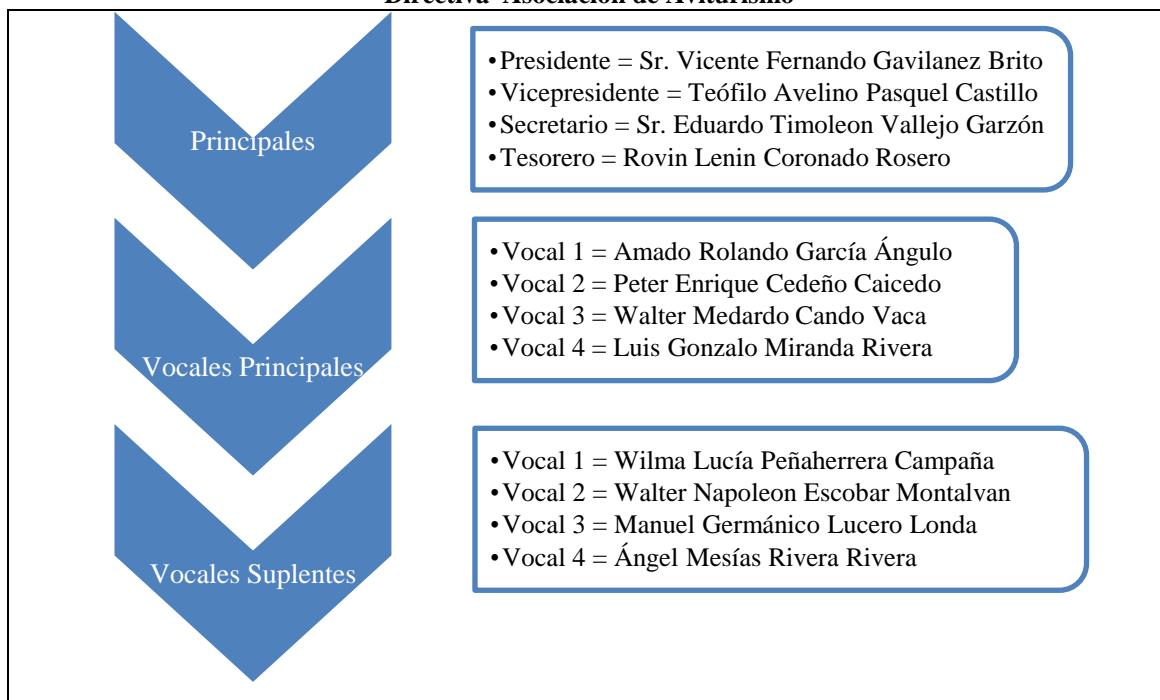 Directiva Asociación de Aviturismo
Principales
•Presidente = Sr. Vicente Fernando Gavilanez Brito
•Vicepresidente = Teófilo Avelino Pasquel Castillo
•Secretario = Sr. Eduardo Timoleon Vallejo Garzón
•Tesorero = Rovin Lenin Coronado Rosero
Vocales Principales
•Vocal 1 = Amado Rolando García Ángulo
•Vocal 2 = Peter Enrique Cedeño Caicedo
•Vocal 3 = Walter Medardo Cando Vaca
•Vocal 4 = Luis Gonzalo Miranda Rivera
Vocales Suplentes
•Vocal 1 = Wilma Lucía Peñaherrera Campaña
•Vocal 2 = Walter Napoleon Escobar Montalvan
•Vocal 3 = Manuel Germánico Lucero Londa
•Vocal 4 = Ángel Mesías Rivera Rivera